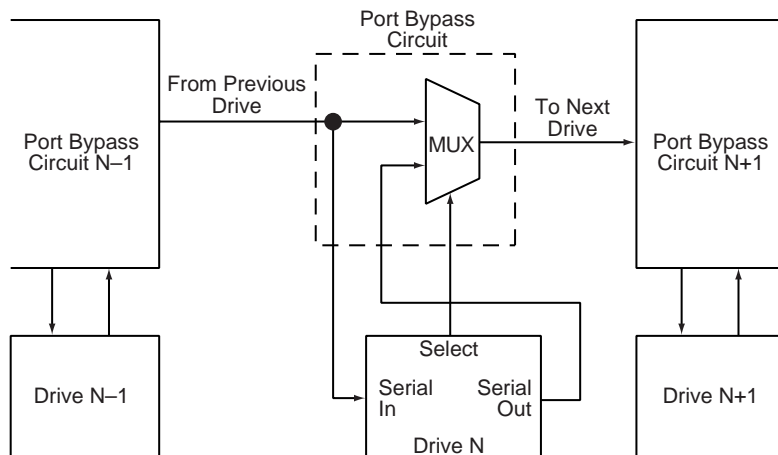 Port Bypass
Circuit
From Previous
Drive
To Next
Drive
Port Bypass
Circuit N–1
MUX
Port Bypass
Circuit N+1
Select
Drive N–1
Serial
In
Serial
Out
Drive N
Drive N+1